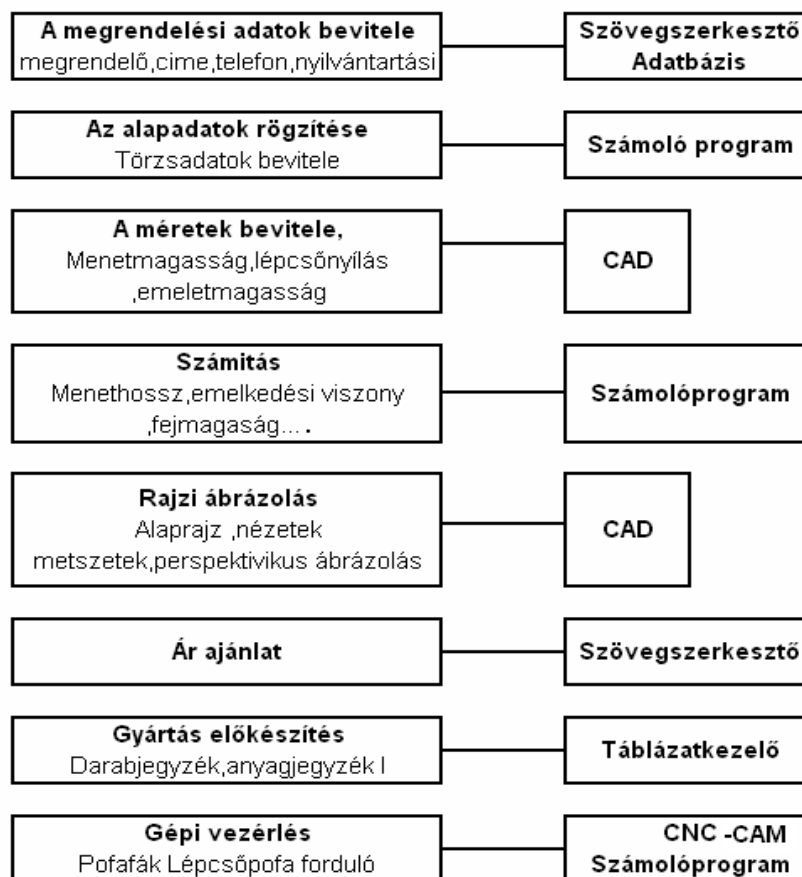 A megrendelési adatok bevitele
megrendelő,cime,telefon,nyilvántartási
Szövegszerkesztő
Adatbázis
Az alapadatok rögzítése
Törzsadatok bevitele
Számoló program
A méretek bevitele,
Menetmagasság,lépcsőnyílás
,emeletmagasság
CAD
Számitás
Menethossz,emelkedési viszony
,fejmagaság... .
Számolóprogram
Rajzi ábrázolás
Alaprajz ,nézetek
metszetek,perspektivikus ábrázolás
CAD
Ár ajánlat
Szövegszerkesztő
Gyártás előkészítés
Darabjegyzék,anyagjegyzék l
Táblázatkezelő
Gépi vezérlés
Pofafák Lépcsőpofa forduló
CNC -CAM
Számolóprogram